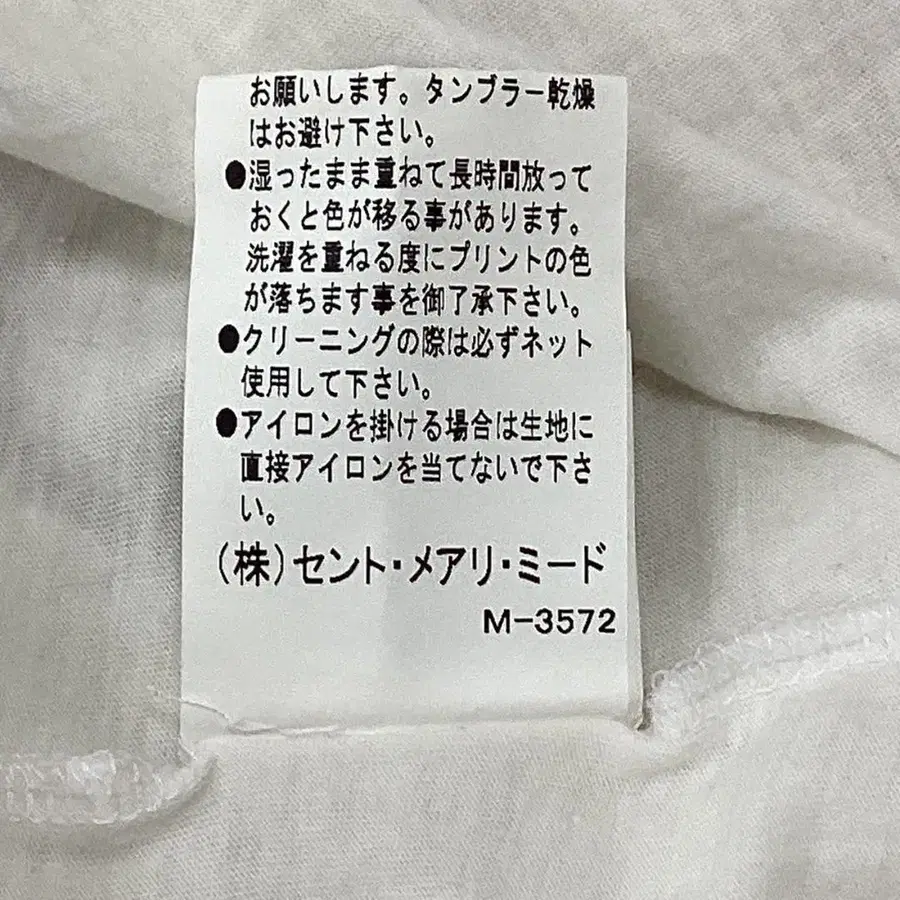 お願いします。タンブラー乾燥
はお避け下さい。
●湿ったまま重ねて長時間放って
おくと色が移る事があります。
洗濯を重ねる度にプリントの色
が落ちます事を御了承下さい。
●クリーニングの際は必ずネット
使用して下さい。
●アイロンを掛ける場合は生地に
直接アイロンを当てないで下さ
い。
(株)セント・メアリ・ミード
M-3572